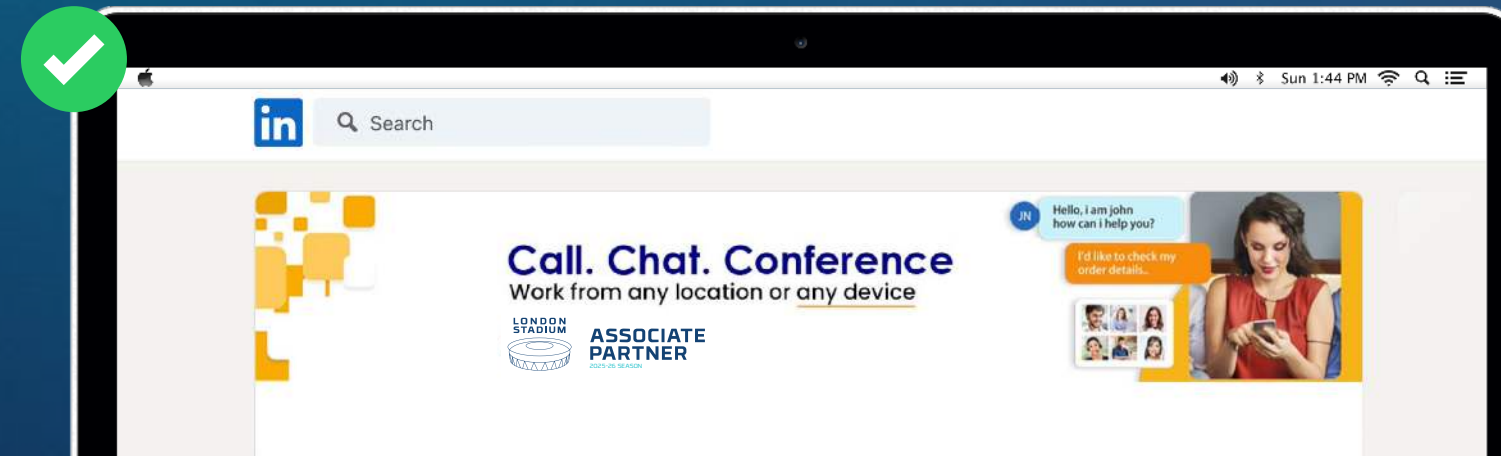 Sun 1:44 PM
in
Search
Call. Chat. Conference
Work from any location or any device
LONDON
STADIUM
ASSOCIATE
PARTNER
2025-26 SEASON
JN
Hello, i am john
how can i help you?
I'd like to check my
order details..